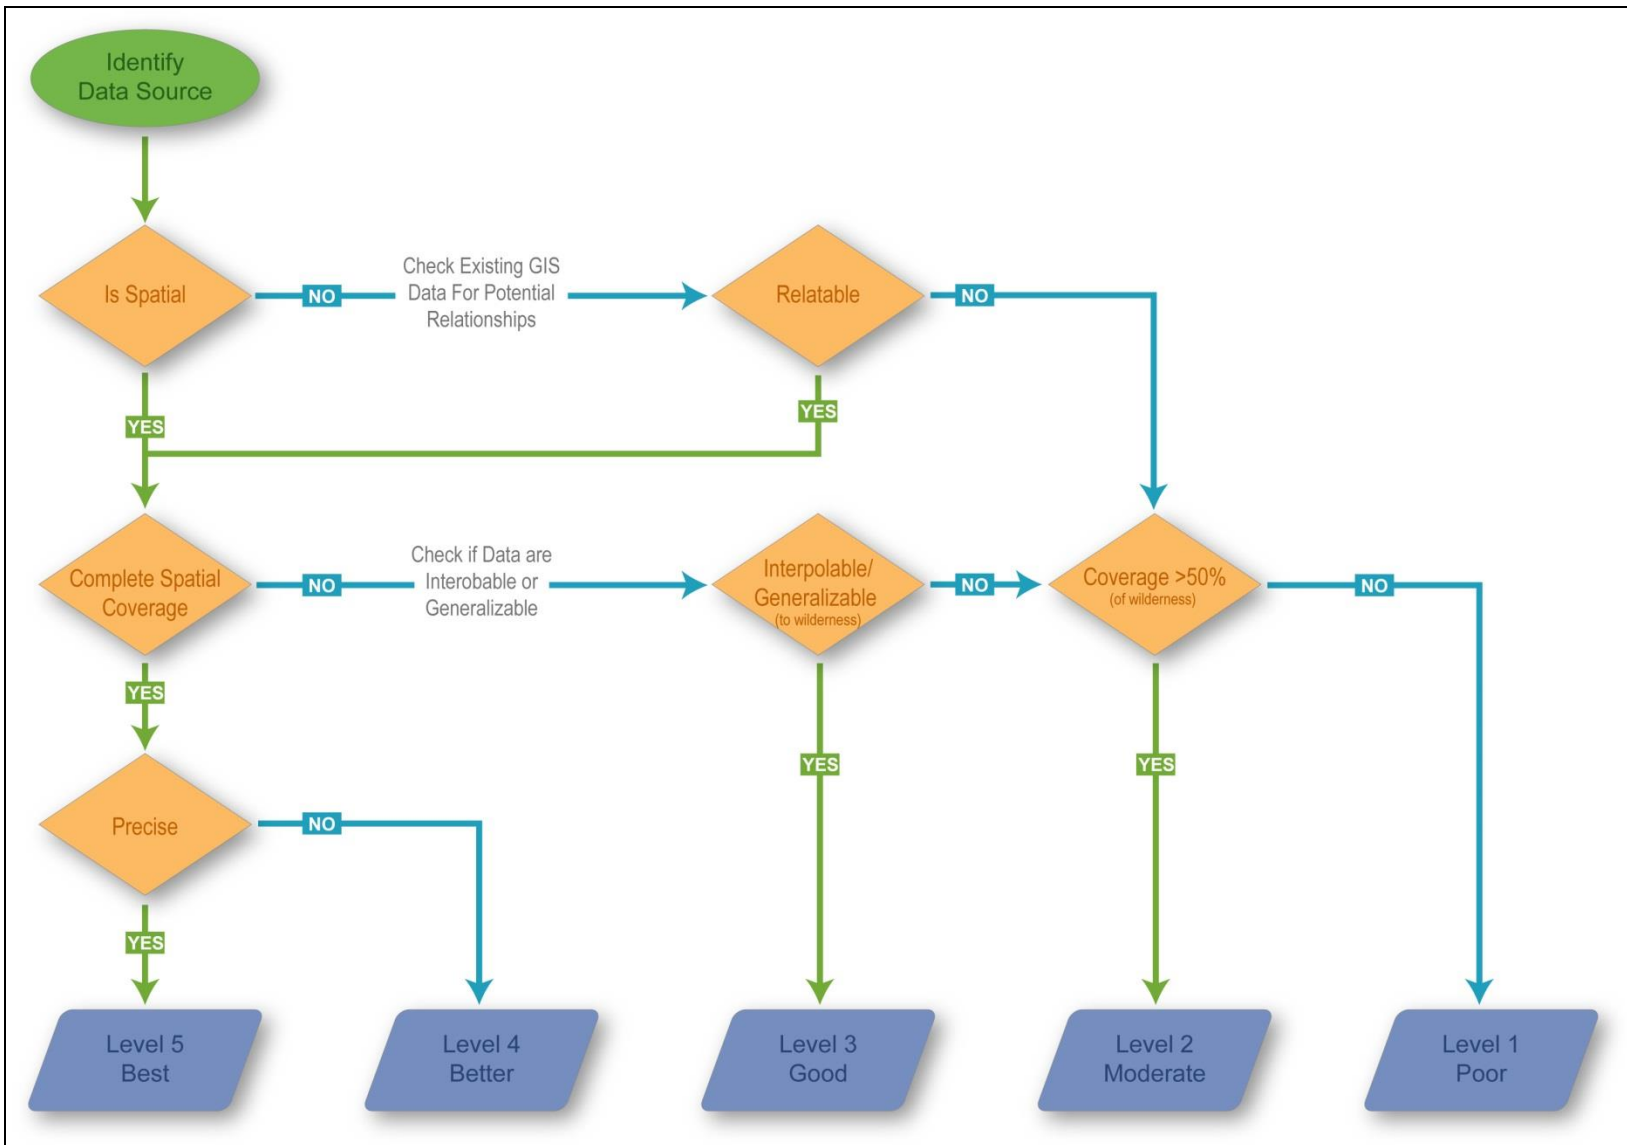 Identify
Data Source
Is Spatial
NO
Check Existing GIS
Data For Potential
Relationships
Relatable
NO
YES
YES
Complete Spatial
Coverage
NO
Check if Data are
Interobable or
Generalizable
Interpolable/
Generalizable
(to wilderness)
NO
Coverage >50%
(of wilderness)
NO
YES
YES
YES
Precise
NO
YES
Level 5
Best
Level 4
Better
Level 3
Good
Level 2
Moderate
Level 1
Poor